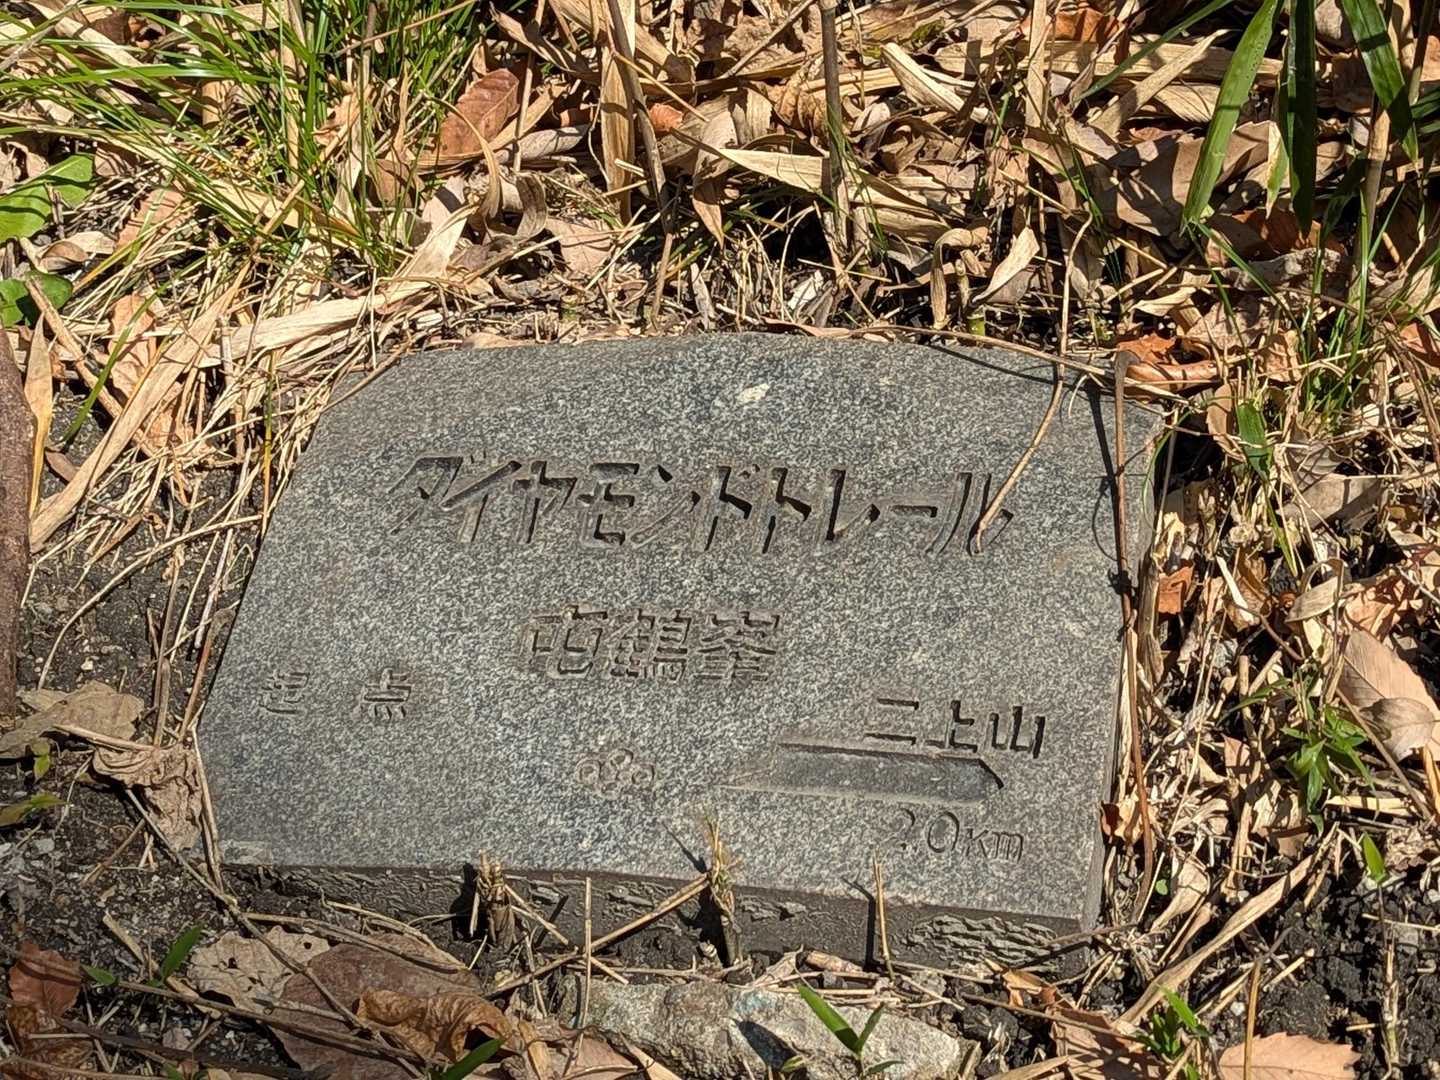 ダイヤモンドトレール
屯鶴峯
起点
二上山
2.0km